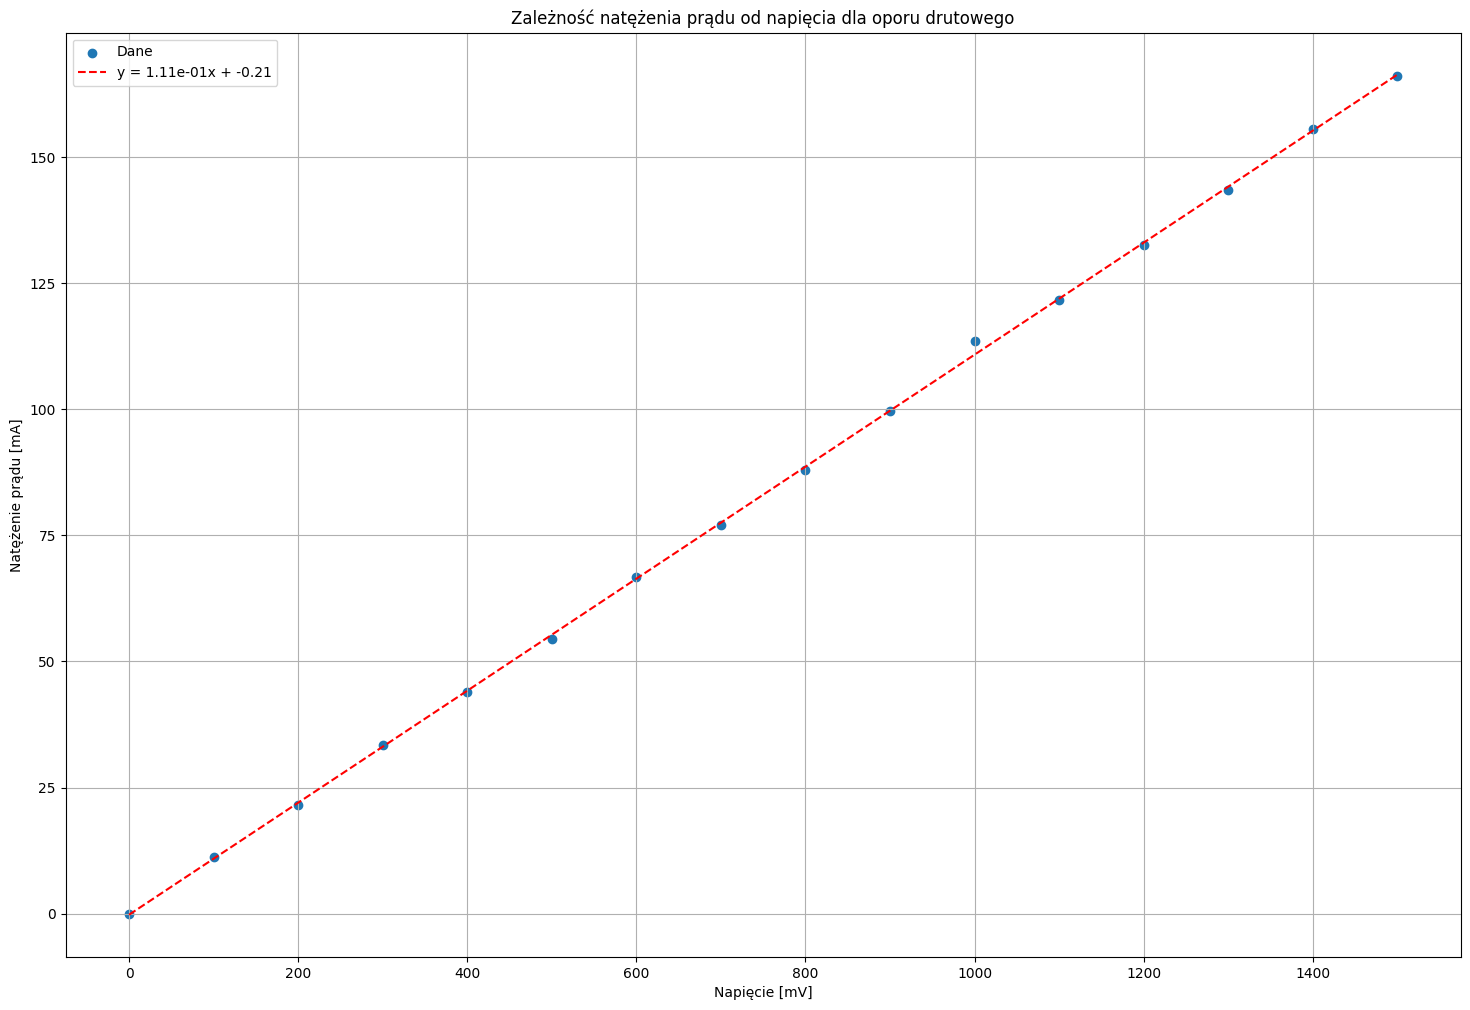 Zależność natężenia prądu od napięcia dla oporu drutowego
Dane
y = 1.11e-01x + -0.21
Natężenie prądu [mA]
150
125
100
75
50
25
0
0 200 400 600 800 1000 1200 1400
Napięcie [mV]